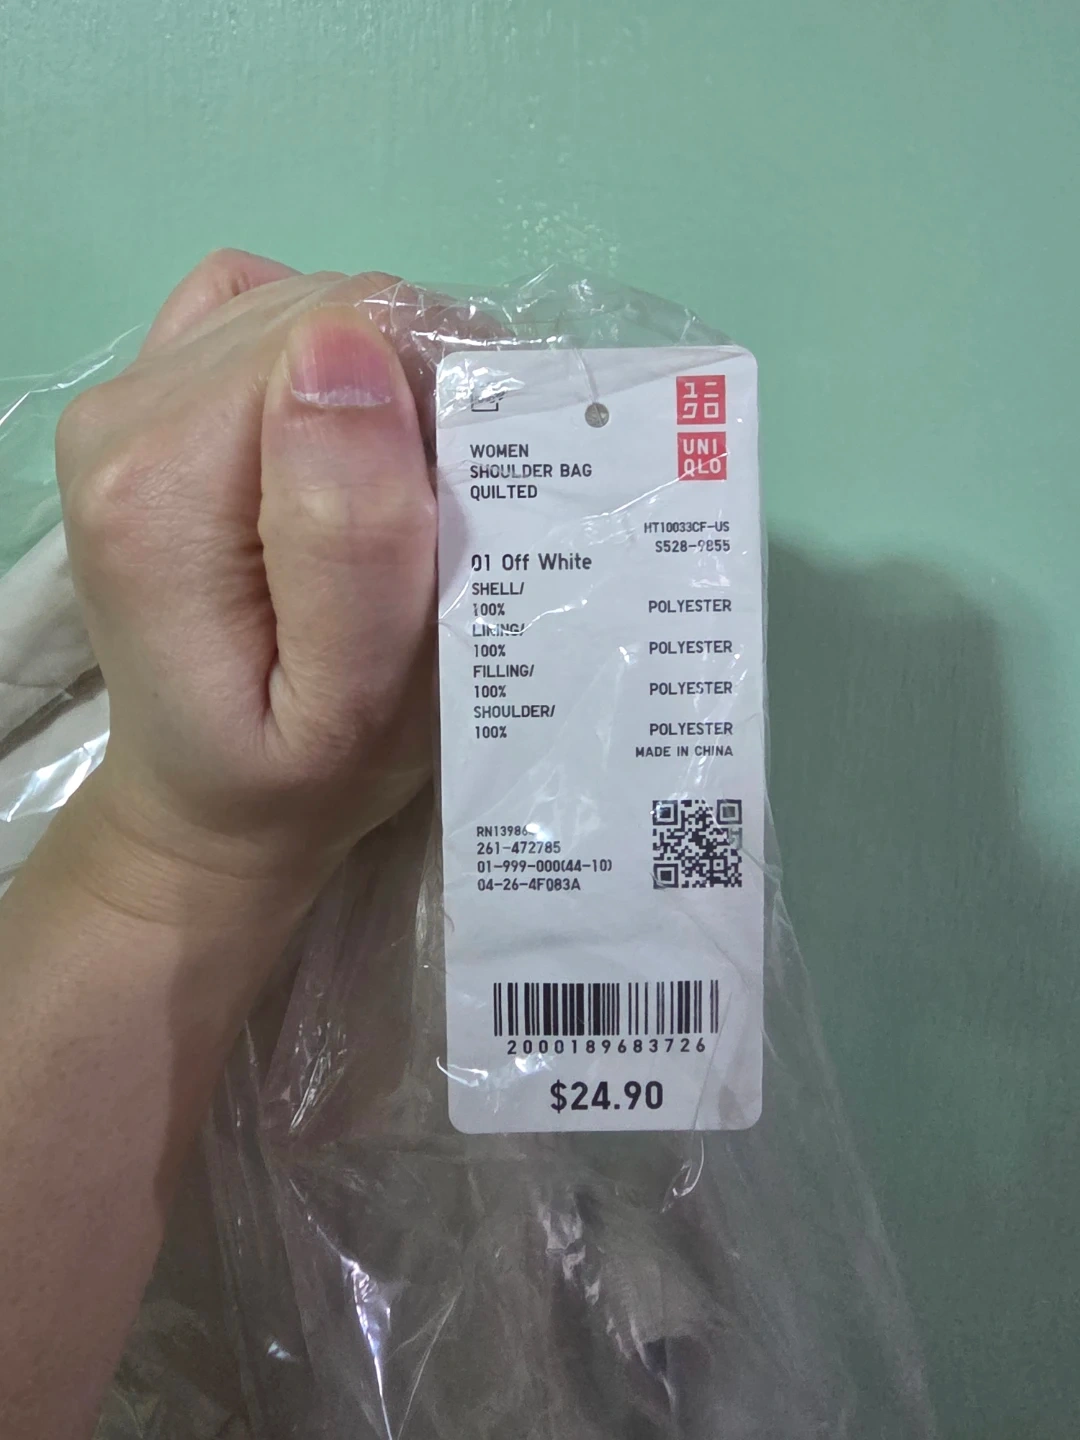 ユニ
クロ
UNI
QLO
WOMEN
SHOULDER BAG
QUILTED
HT10033CF-US
S528-9855
01 Off White
SHELL/
100% POLYESTER
LINING/
100% POLYESTER
FILLING/
100% POLYESTER
SHOULDER/
100% POLYESTER
MADE IN CHINA
261-472785
01-999-000(44-10)
04-26-4F083A
2000189683726
$24.90